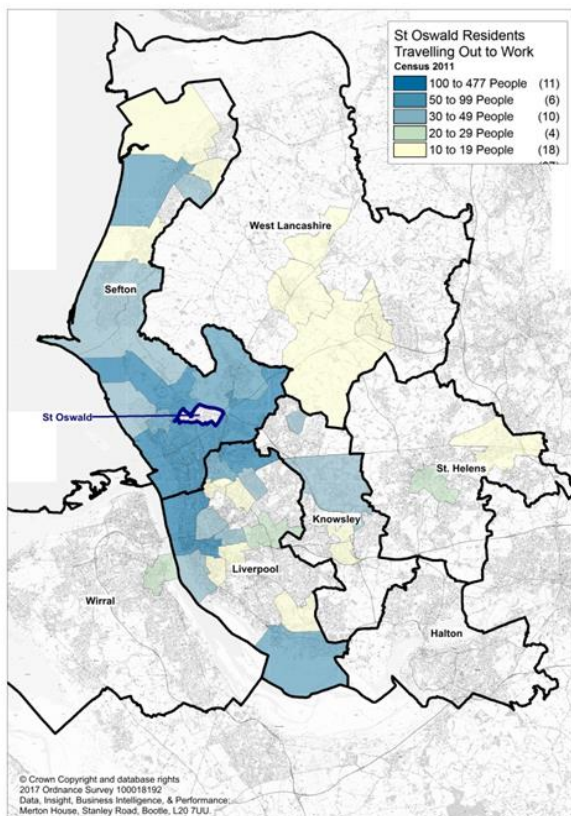 St Oswald Residents
Travelling Out to Work
Census 2011
100 to 477 People (11)
50 to 99 People (6)
30 to 49 People (10)
20 to 29 People (4)
10 to 19 People (18)
West Lancashire
Sefton
St Oswald
St. Helens
Knowsley
Liverpool
Wirral
Halton
© Crown Copyright and database rights
2017 Ordnance Survey 100018192
Data, Insight, Business Intelligence, & Performance:
Merton House, Stanley Road, Bootle, L20 7UU.